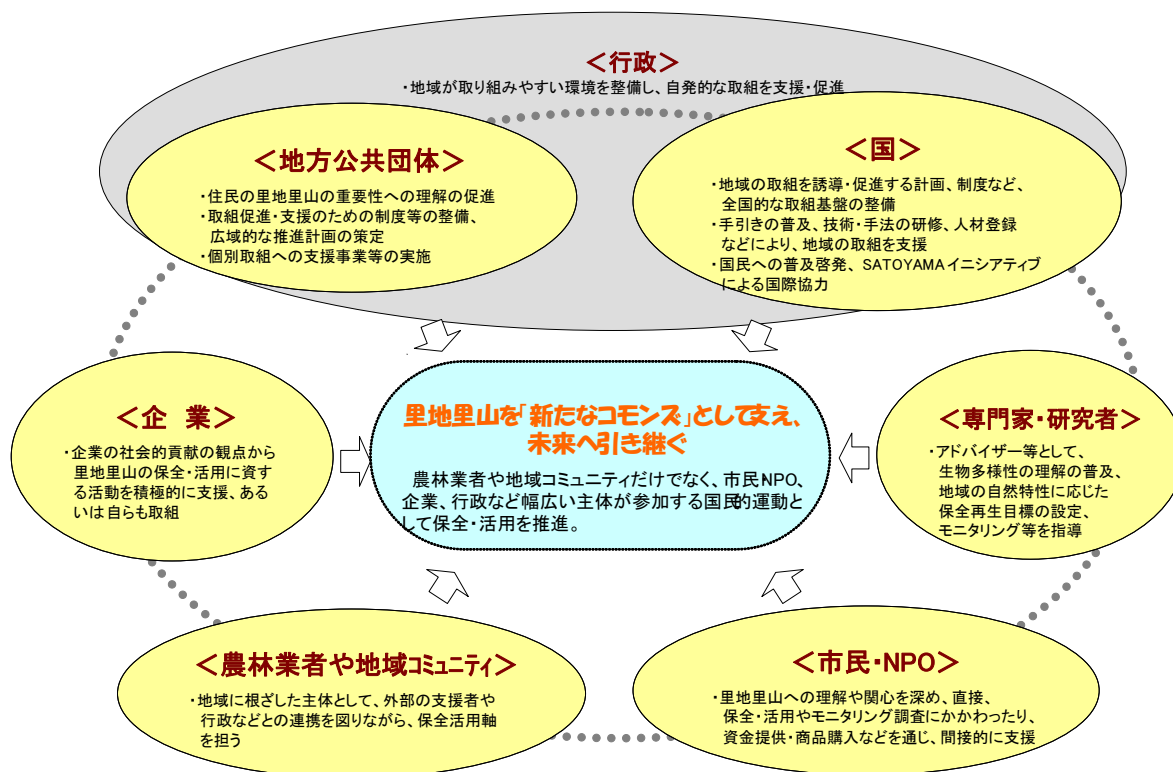 <行政>
・地域が取り組みやすい環境を整備し、自発的な取組を支援・促進
<地方公共団体>
・住民の里地里山の重要性への理解の促進
・取組促進・支援のための制度等の整備、
広域的な推進計画の策定
・個別取組への支援事業等の実施
<国>
・地域の取組を誘導・促進する計画、制度など、
全国的な取組基盤の整備
・手引きの普及、技術・手法の研修、人材登録
などにより、地域の取組を支援
・国民への普及啓発、SATOYAMAイニシアティブ
による国際協力
<企 業>
・企業の社会的貢献の観点から
里地里山の保全・活用に資す
る活動を積極的に支援、ある
いは自らも取組
里地里山を「新たなコモンズ」として支え、
未来へ引き継ぐ
農林業者や地域コミュニティだけでなく、市民NPO、
企業、行政など幅広い主体が参加する国民的運動と
して保全・活用を推進。
<専門家・研究者>
・アドバイザー等として、
生物多様性の理解の普及、
地域の自然特性に応じた
保全再生目標の設定、
モニタリング等を指導
<農林業者や地域コミュニティ>
・地域に根ざした主体として、外部の支援者や
行政などとの連携を図りながら、保全活用軸
を担う
<市民・NPO>
・里地里山への理解や関心を深め、直接、
保全・活用やモニタリング調査にかかわったり、
資金提供・商品購入などを通じ、間接的に支援